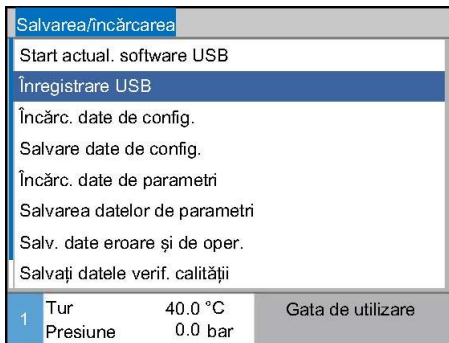 Salvarea/încărcarea
Start actual. software USB
Înregistrare USB
Încărc. date de config.
Salvare date de config.
Încărc. date de parametri
Salvarea datelor de parametri
Salv. date eroare și de oper.
Salvați datele verif. calității
1 Tur 40.0 °C Gata de utilizare
Presiune 0.0 bar